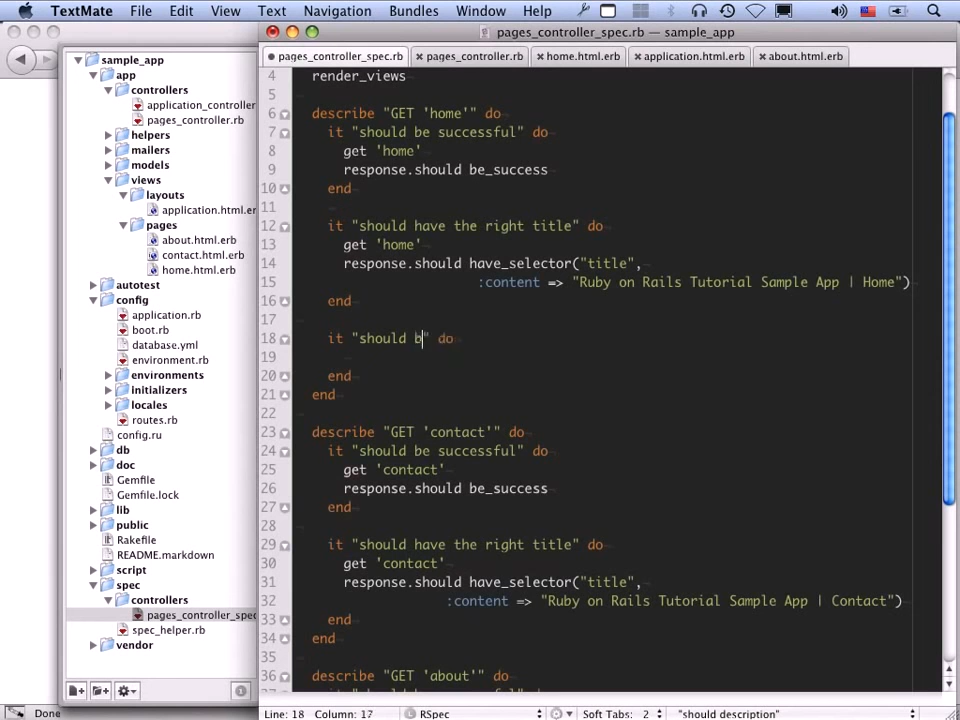 TextMate File Edit View Text Navigation Bundles Window Help
pages_controller_spec.rb — sample_app
pages_controller_spec.rb pages_controller.rb home.html.erb application.html.erb about.html.erb
sample_app
app
controllers
application_controller
pages_controller.rb
helpers
mailers
models
views
layouts
application.html.er
pages
about.html.erb
contact.html.erb
home.html.erb
autotest
config
application.rb
boot.rb
database.yml
environment.rb
environments
initializers
locales
routes.rb
config.ru
db
doc
Gemfile
Gemfile.lock
lib
public
Rakefile
README.markdown
script
spec
controllers
pages_controller_spec
spec_helper.rb
vendor
4 render_views
5
6 describe "GET 'home'" do
7 it "should be successful" do
8 get 'home'
9 response.should be_success
10 end
11
12 it "should have the right title" do
13 get 'home'
14 response.should have_selector("title",
15 :content => "Ruby on Rails Tutorial Sample App | Home")
16 end
17
18 it "should b" do
19
20 end
21 end
22
23 describe "GET 'contact'" do
24 it "should be successful" do
25 get 'contact'
26 response.should be_success
27 end
28
29 it "should have the right title" do
30 get 'contact'
31 response.should have_selector("title",
32 :content => "Ruby on Rails Tutorial Sample App | Contact")
33 end
34 end
35
36 describe "GET 'about'" do
Done
Line: 18 Column: 17 RSpec Soft Tabs: 2 "should description"